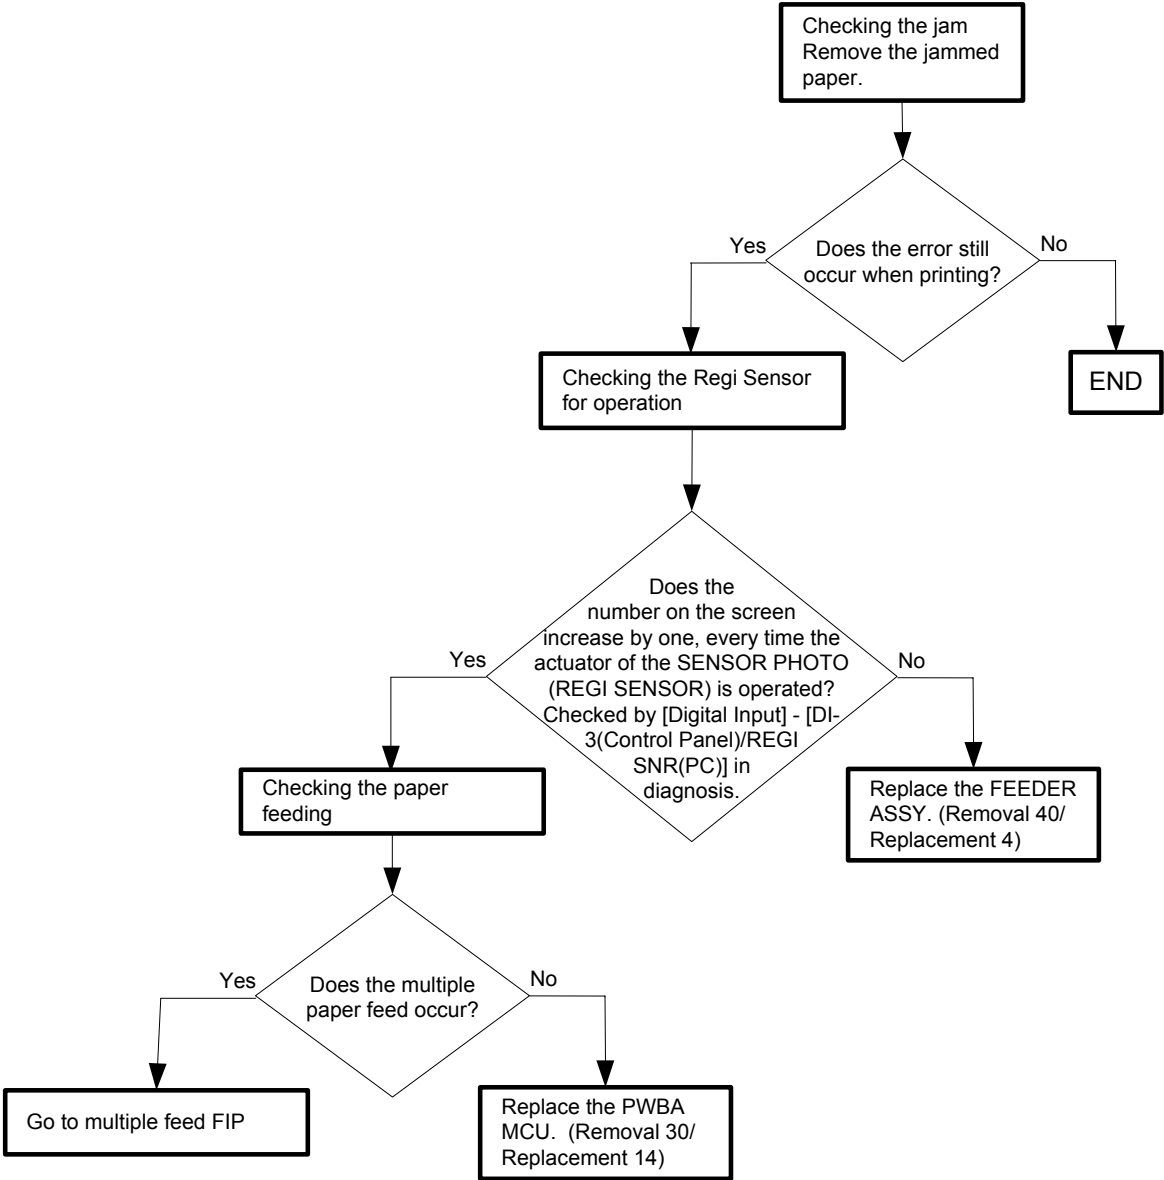 Checking the jam
Remove the jammed
paper.
Yes
Does the error still
occur when printing?
No
Checking the Regi Sensor
for operation
END
Does the
number on the screen
increase by one, every time the
actuator of the SENSOR PHOTO
(REGI SENSOR) is operated?
Checked by [Digital Input] - [DI-
3(Control Panel)/REGI
SNR(PC)] in
diagnosis.
Yes
No
Checking the paper
feeding
Replace the FEEDER
ASSY. (Removal 40/
Replacement 4)
Yes
Does the multiple
paper feed occur?
No
Go to multiple feed FIP
Replace the PWBA
MCU.  (Removal 30/
Replacement 14)